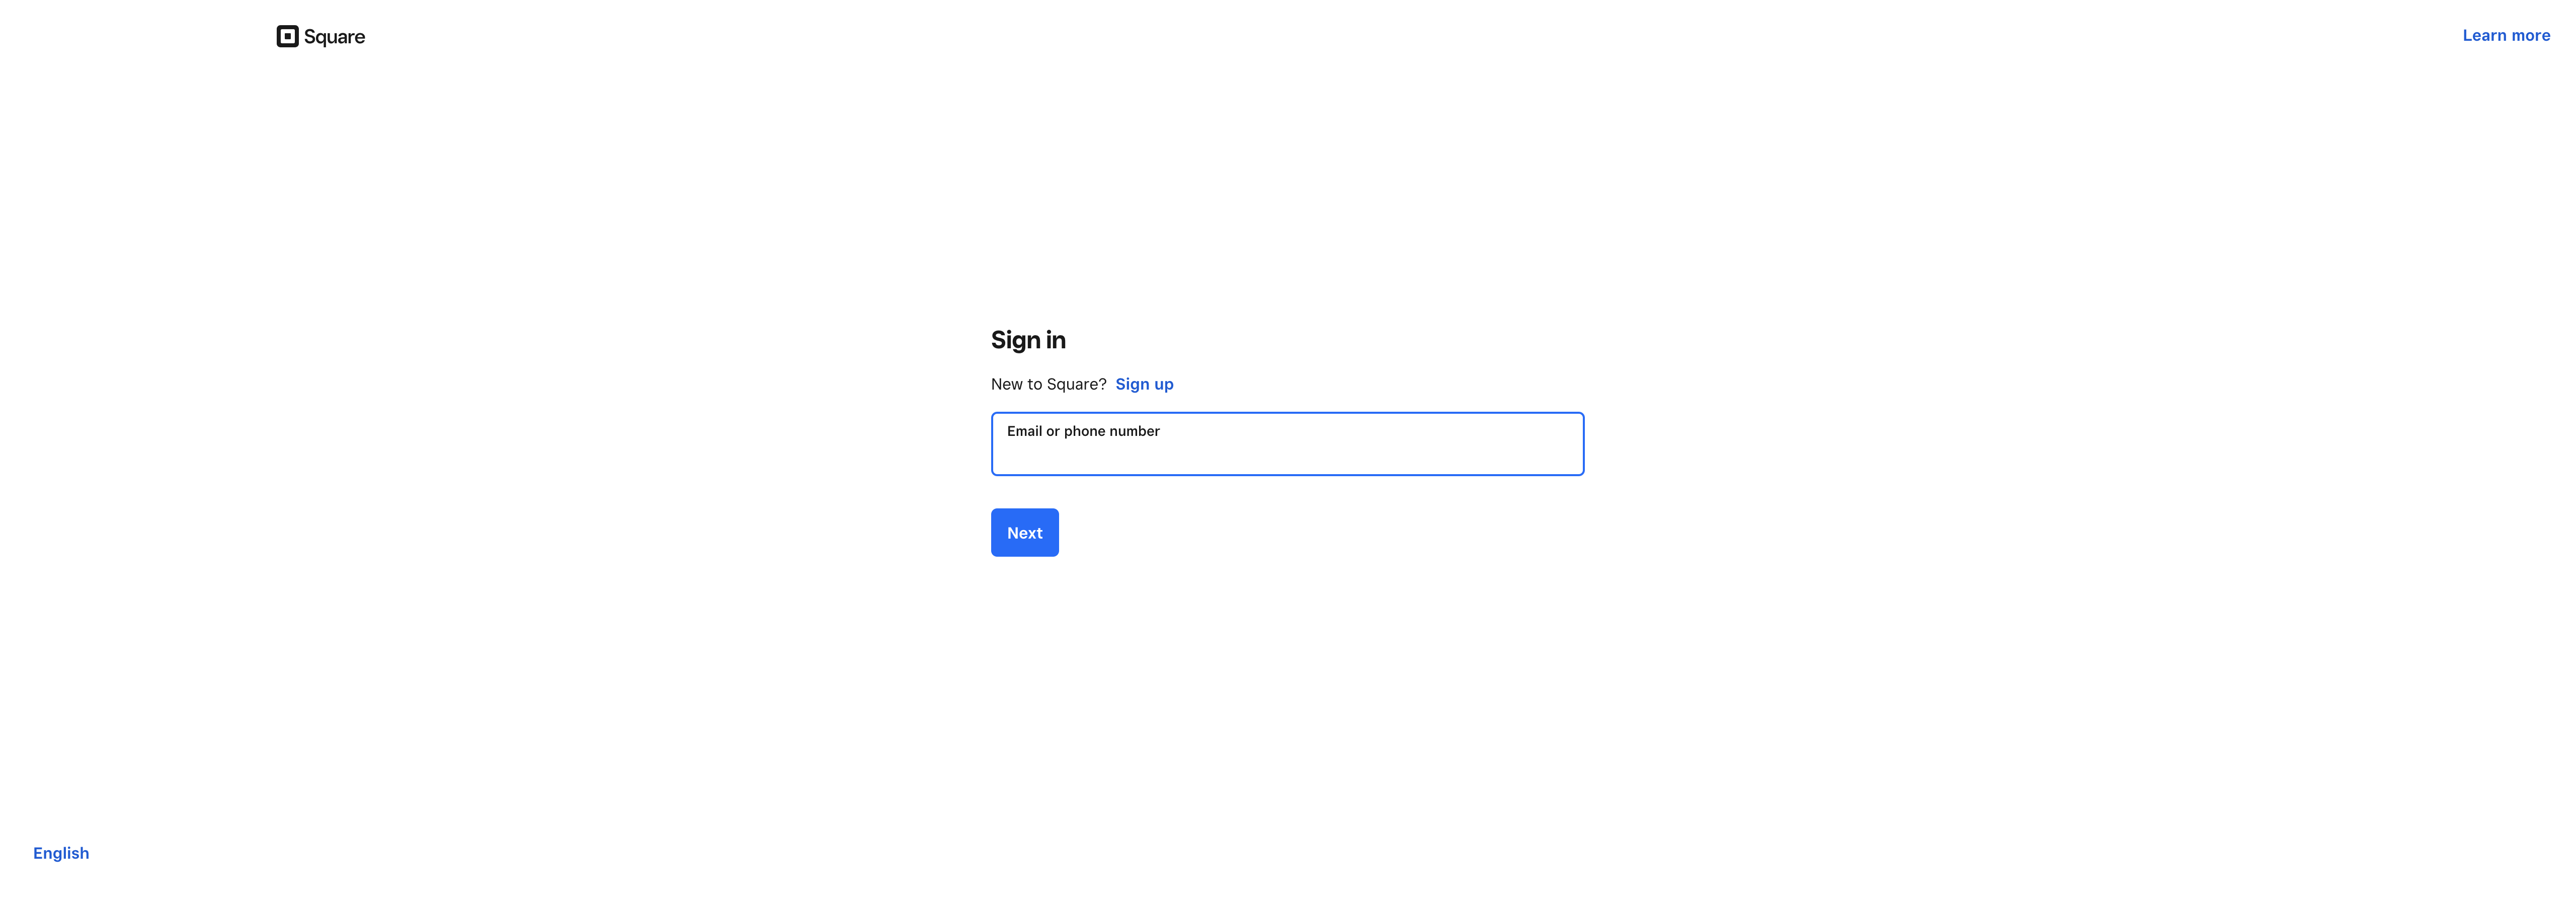 Square
Learn more
Sign in
New to Square? Sign up
Email or phone number
Next
English